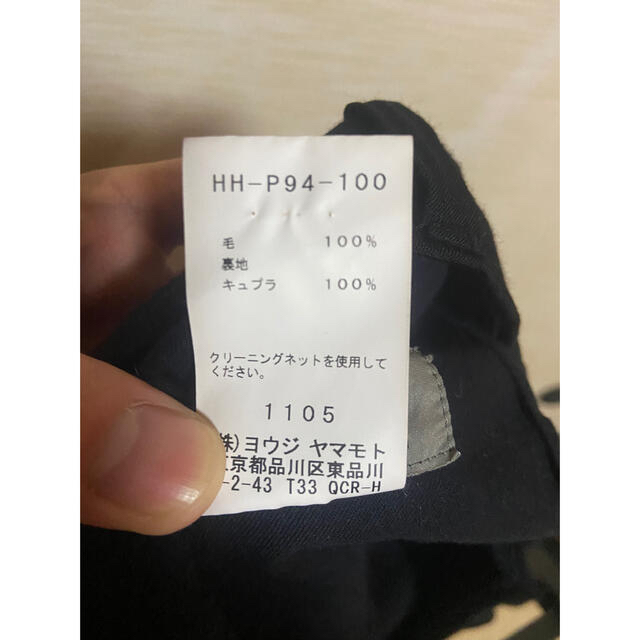 HH-P94-100
毛 100%
裏地
キュプラ 100%
クリーニングネットを使用して
ください。
1105
株)ヨウジ ヤマモト
京都品川区東品川
-2-43 T33 QCR-H